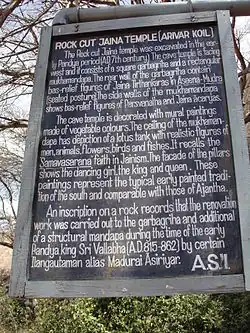 ROCK CUT JAINA TEMPLE (ARIVAR KOIL)
The Rock cut Jaina temple was excavated in the ear-
ly Pandya period (A.D. 7th century). The cave temple is facing
west and it consists of a square garbagriha and a rectangular
mukhamandapa. The rear wall of the garbagriha contain
bas-relief figures of Jaina Tirhankaras in Aseena-Mudra
(seated posture). The side walls of the mukhamandapa
shows bas-relief figures of Parsvanatha and Jaina acaryas.
The cave temple is decorated with mural paintings
made of vegetable colours. The ceiling of the mukhaman-
dapa has depiction of a lotus tank with realistic figures of
men, animals, flowers, birds and fishes. It recalls the
Samavasarana faith in Jainism. The facade of the pillars
shows the dancing girl, the king and queen. These
paintings represent the typical early painted tradi-
tion of the south and comparable with those of Ajantha.
An inscription on a rock records that the renovation
work was carried out to the garbagriha and additional
of a structural mandapa during the time of the early
Pandya king Sri Vallabha (A.D. 815-862) by certain
Ilangautaman alias Madurai Asiriyar.
A.S.I.